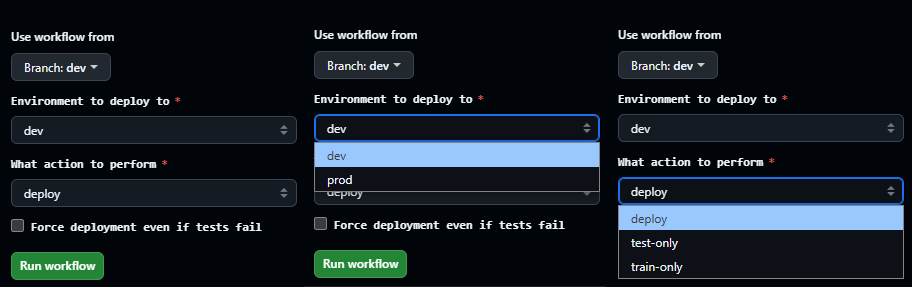 Use workflow from
Branch: dev
Environment to deploy to *
dev
What action to perform *
deploy
Force deployment even if tests fail
Run workflow
Use workflow from
Branch: dev
Environment to deploy to *
dev
dev
prod
deploy
Force deployment even if tests fail
Run workflow
Use workflow from
Branch: dev
Environment to deploy to *
dev
What action to perform *
deploy
deploy
test-only
train-only